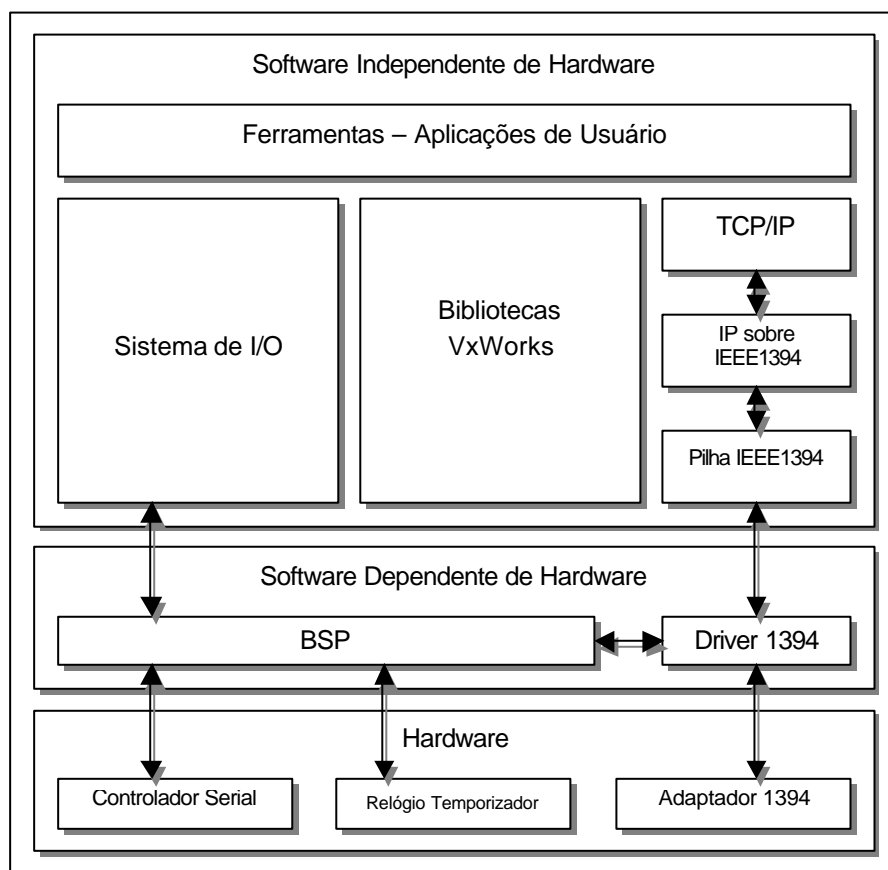 Software Independente de Hardware
Ferramentas – Aplicações de Usuário
Sistema de I/O
Bibliotecas
VxWorks
TCP/IP
IP sobre
IEEE1394
Pilha IEEE1394
Software Dependente de Hardware
BSP
Driver 1394
Hardware
Controlador Serial
Relógio Temporizador
Adaptador 1394